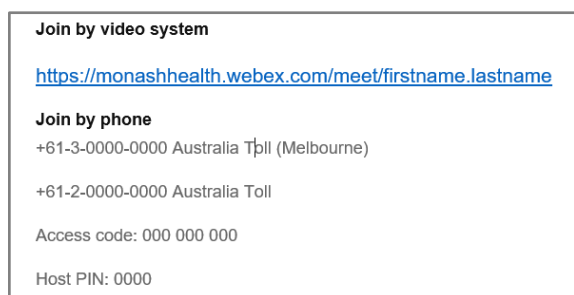 Join by video system
https://monashhealth.webex.com/meet/firstname.lastname
Join by phone
+61-3-0000-0000 Australia Toll (Melbourne)
+61-2-0000-0000 Australia Toll
Access code: 000 000 000
Host PIN: 0000